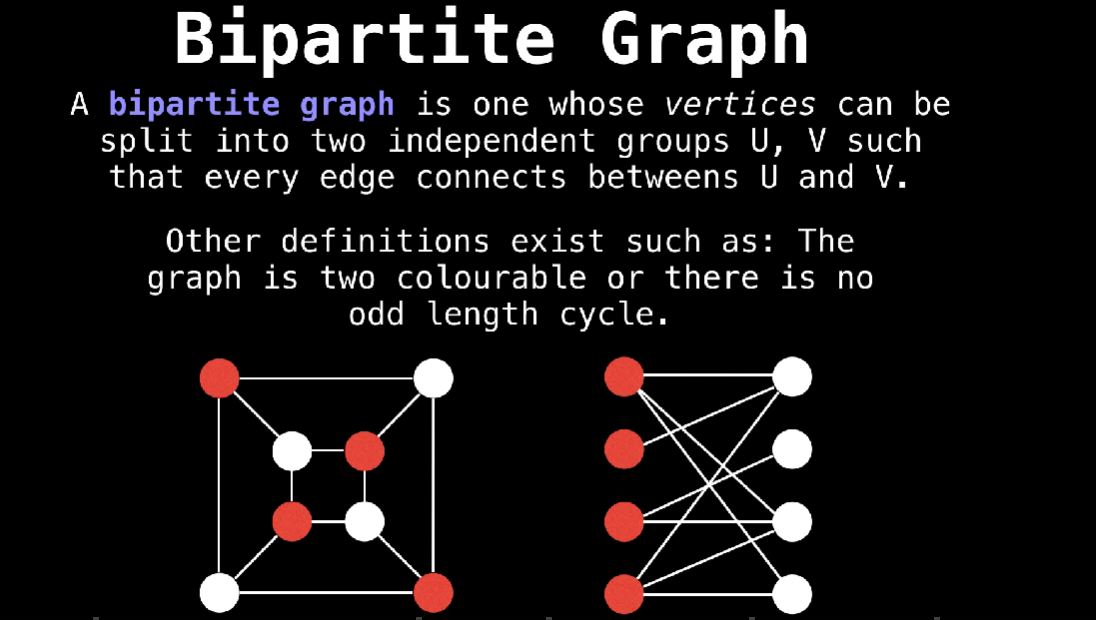 Bipartite Graph
A bipartite graph is one whose vertices can be
split into two independent groups U, V such
that every edge connects betweens U and V.
Other definitions exist such as: The
graph is two colourable or there is no
odd length cycle.